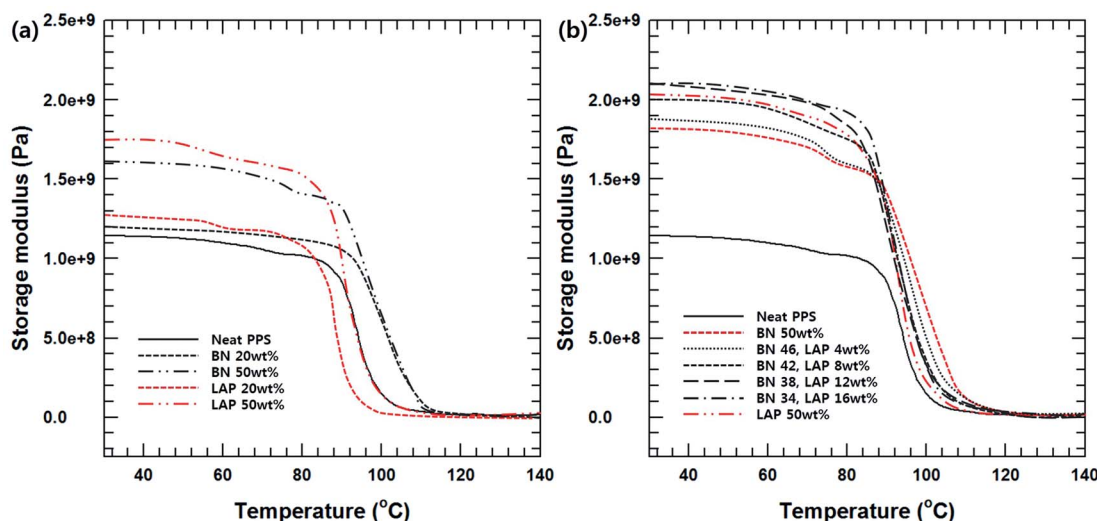 (a)
2.5e+9
2.0e+9
1.5e+9
1.0e+9
5.0e+8
0.0
Storage modulus (Pa)
Neat PPS
BN 20wt%
BN 50wt%
LAP 20wt%
LAP 50wt%
40 60 80 100 120 140
Temperature (°C)
(b)
2.5e+9
2.0e+9
1.5e+9
1.0e+9
5.0e+8
0.0
Storage modulus (Pa)
Neat PPS
BN 50wt%
BN 46, LAP 4wt%
BN 42, LAP 8wt%
BN 38, LAP 12wt%
BN 34, LAP 16wt%
LAP 50wt%
40 60 80 100 120 140
Temperature (°C)